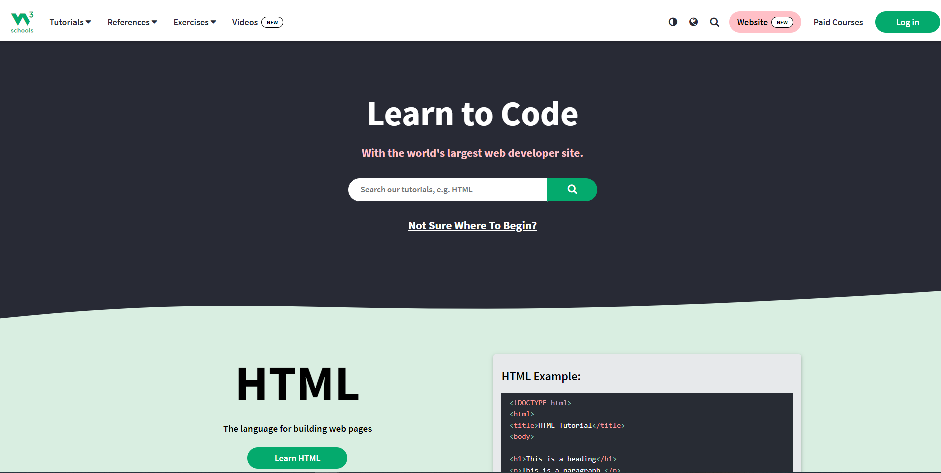 W3
schools
Tutorials References Exercises Videos NEW Website NEW Paid Courses Log in
Learn to Code
With the world's largest web developer site.
Search our tutorials, e.g. HTML
Not Sure Where To Begin?
HTML
The language for building web pages
Learn HTML
HTML Example:
<!DOCTYPE html>
<html>
<title>HTML Tutorial</title>
<body>
<h1>This is a heading</h1>
<p>This is a paragraph.</p>